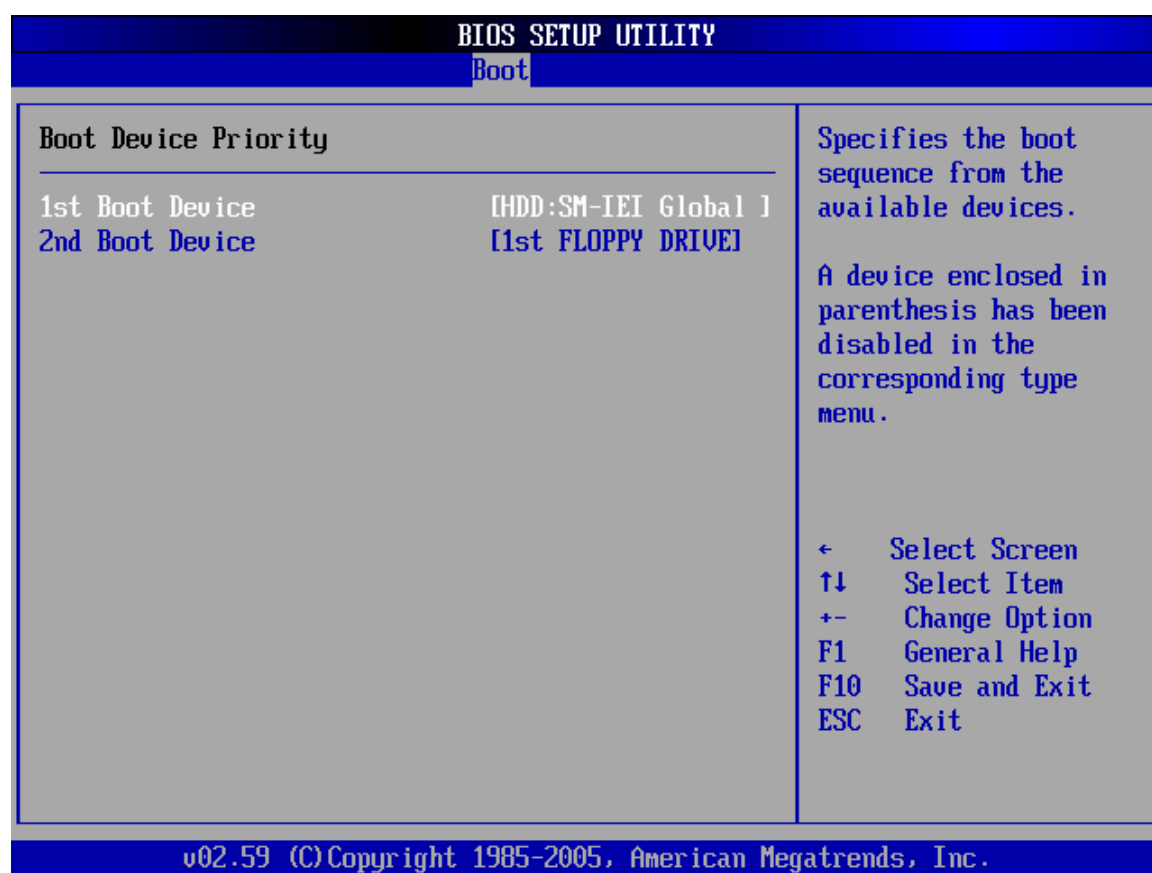 BIOS SETUP UTILITY
Boot
Boot Device Priority
1st Boot Device [HDD:SM-IEI Global ]
2nd Boot Device [1st FLOPPY DRIVE]
Specifies the boot
sequence from the
available devices.
A device enclosed in
parenthesis has been
disabled in the
corresponding type
menu.
← Select Screen
↑↓ Select Item
+- Change Option
F1 General Help
F10 Save and Exit
ESC Exit
v02.59 (C)Copyright 1985-2005, American Megatrends, Inc.